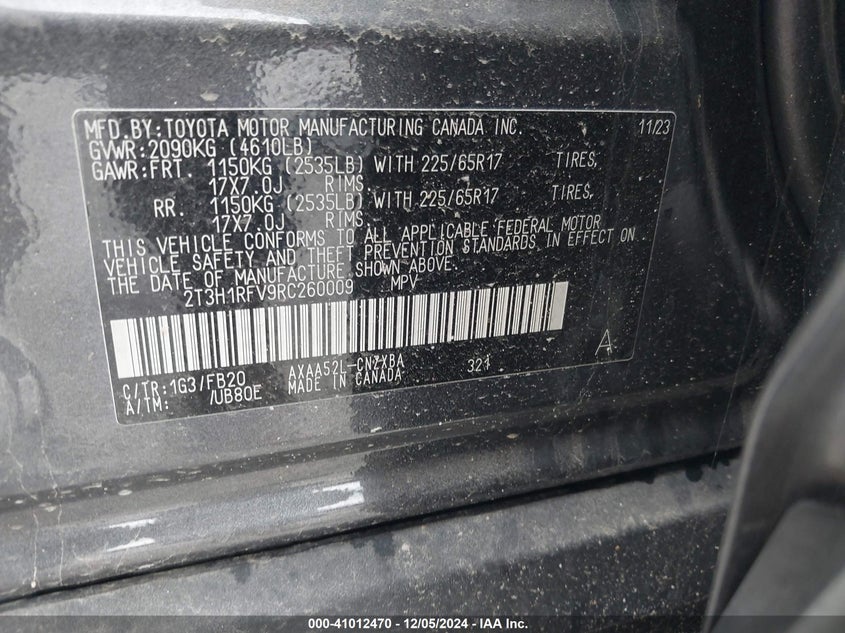 MFD.BY:TOYOTA MOTOR MANUFACTURING CANADA INC. 11/23
GVWR:2090KG (4610LB)
GAWR:FRT. 1150KG (2535LB) WITH 225/65R17 TIRES,
17X7.0J RIMS.
RR. 1150KG (2535LB) WITH 225/65R17 TIRES,
17X7.0J RIMS.
THIS VEHICLE CONFORMS TO ALL APPLICABLE FEDERAL MOTOR
VEHICLE SAFETY AND THEFT PREVENTION STANDARDS IN EFFECT ON
THE DATE OF MANUFACTURE SHOWN ABOVE.
2T3H1RFV9RC260009 MPV
C/TR:1G3/FB20 AXAA52L-CNZXBA 321 A
A/TM: /UB80E MADE IN CANADA
000-41012470 - 12/05/2024 - IAA Inc.